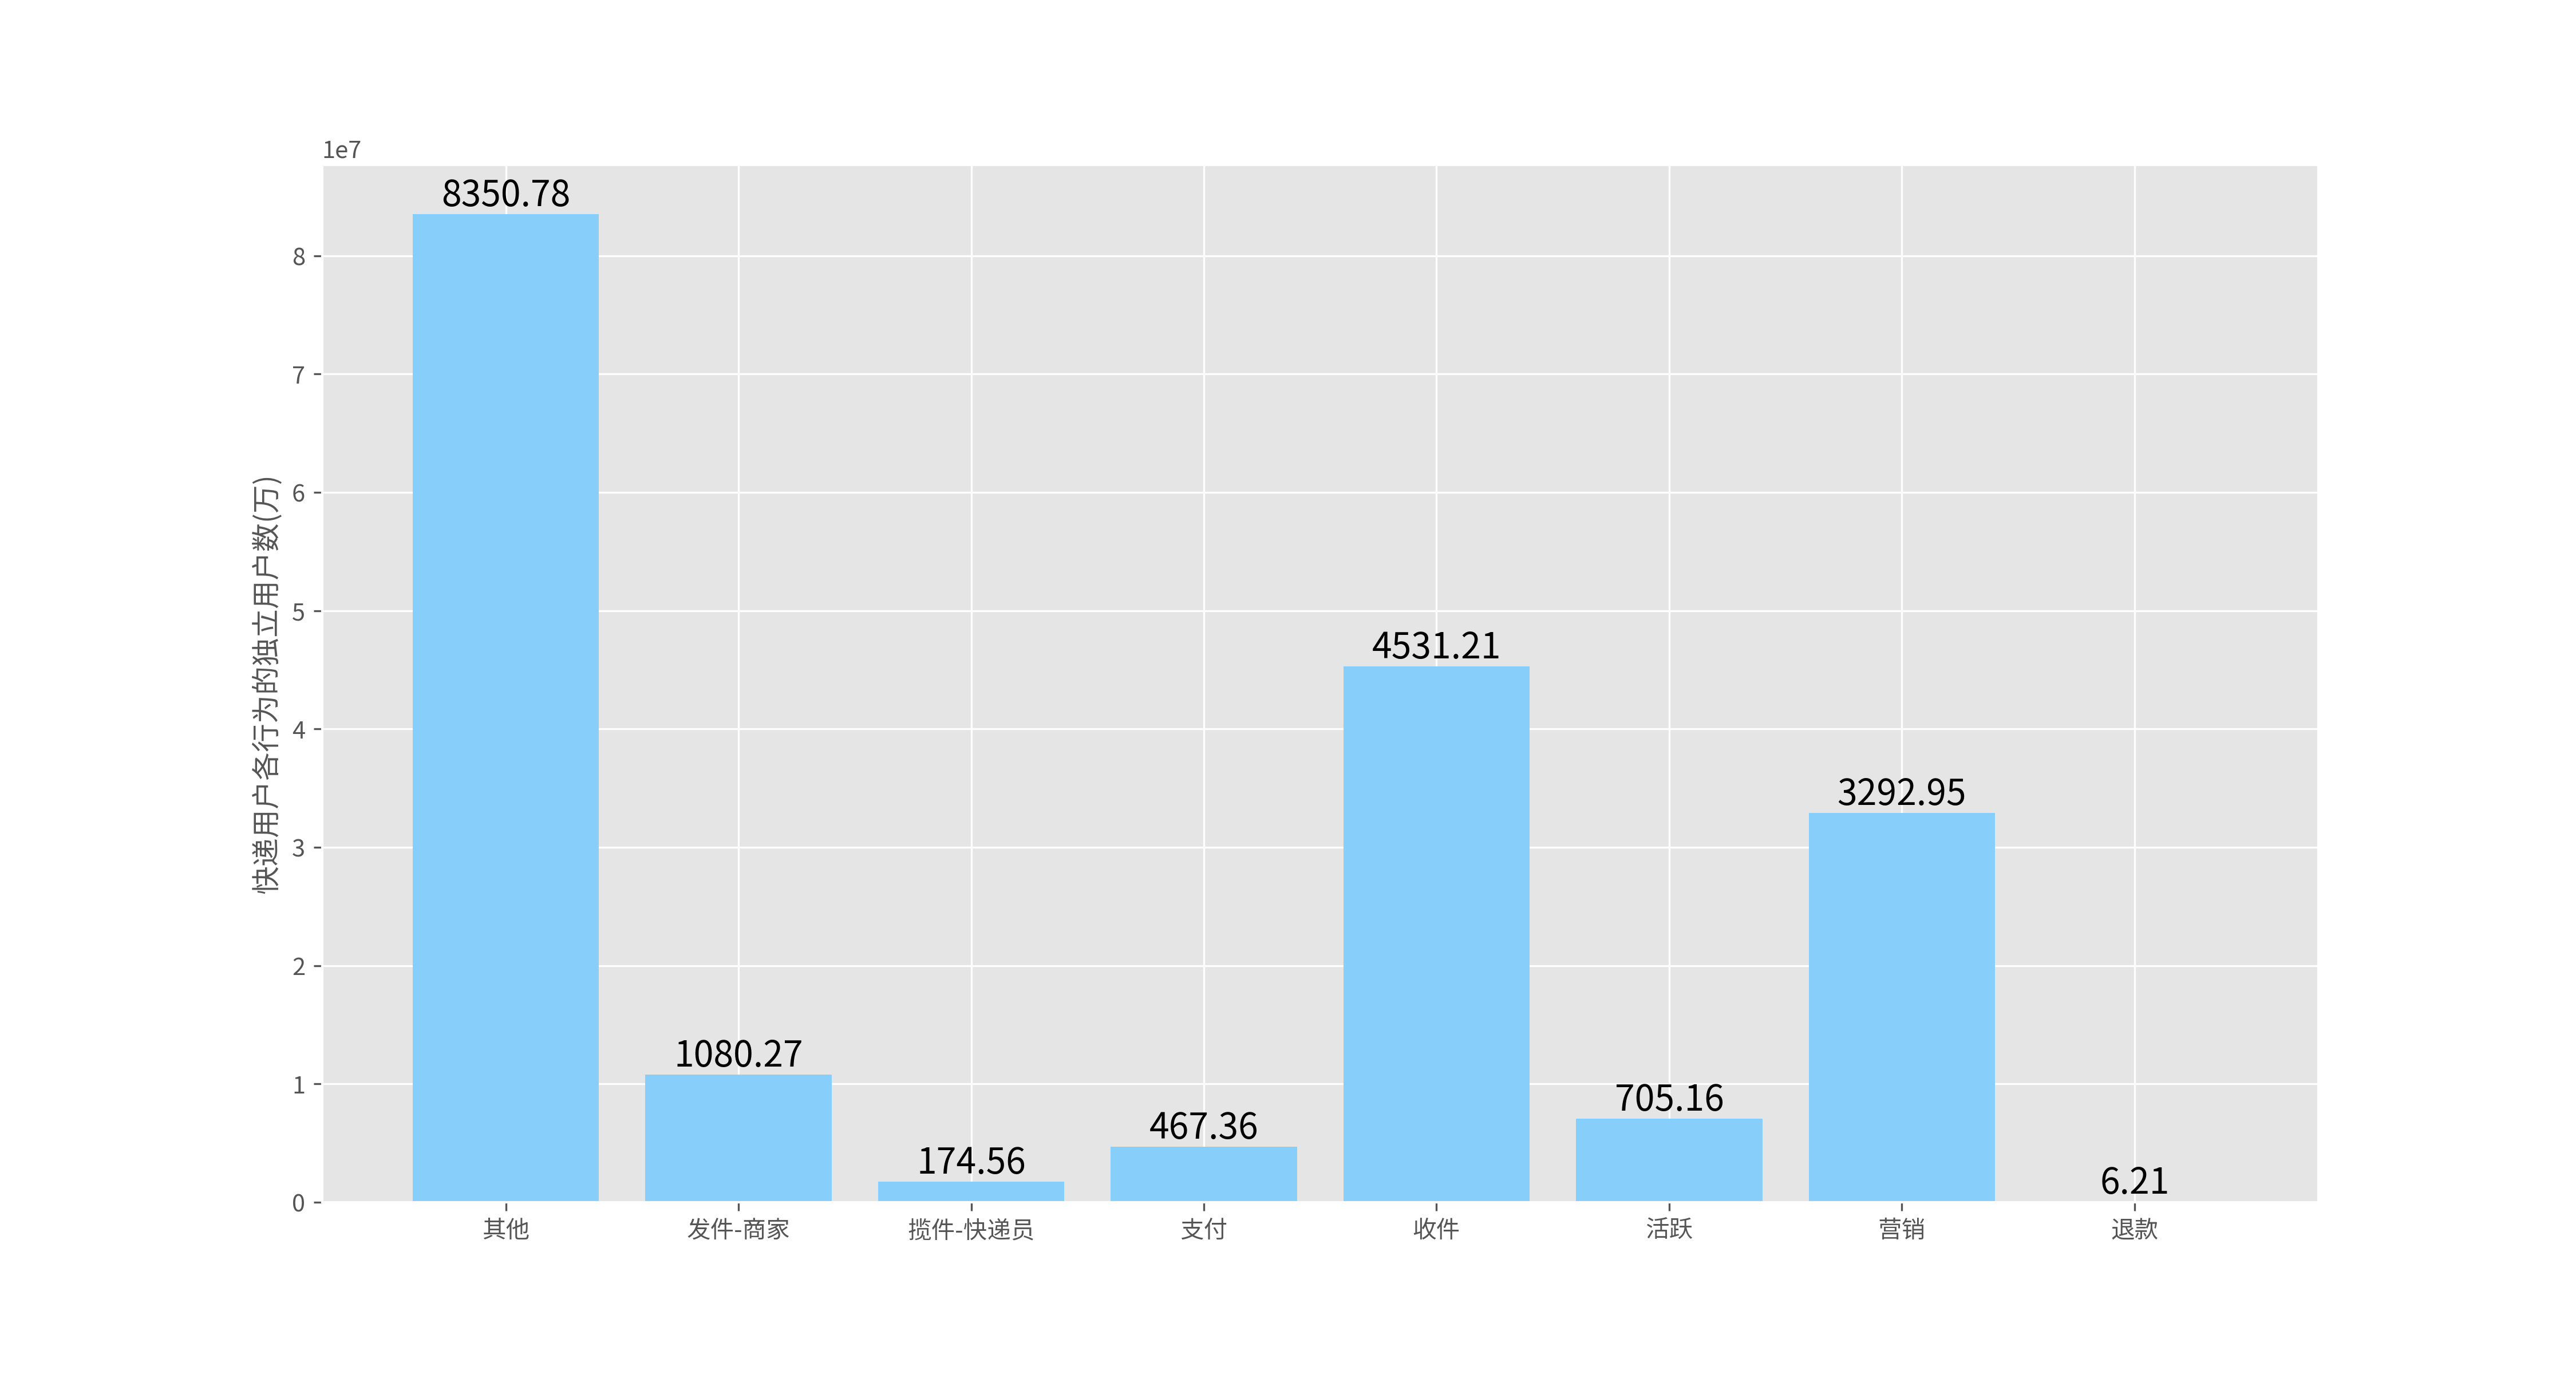 1e7
8350.78
8
7
6
5
4531.21
4
3292.95
3
2
1080.27
1
705.16
467.36
174.56
6.21
0
快递用户各行为的独立用户数(万)
其他
发件-商家
揽件-快递员
支付
收件
活跃
营销
退款